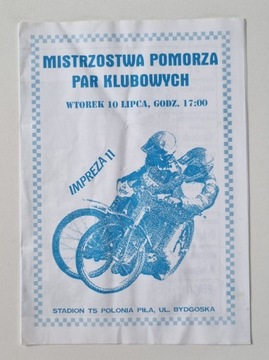 MISTRZOSTWA POMORZA
PAR KLUBOWYCH
WTOREK 10 LIPCA, GODZ. 17:00
IMPREZA 11
STADION TS POLONIA PIŁA, UL. BYDGOSKA